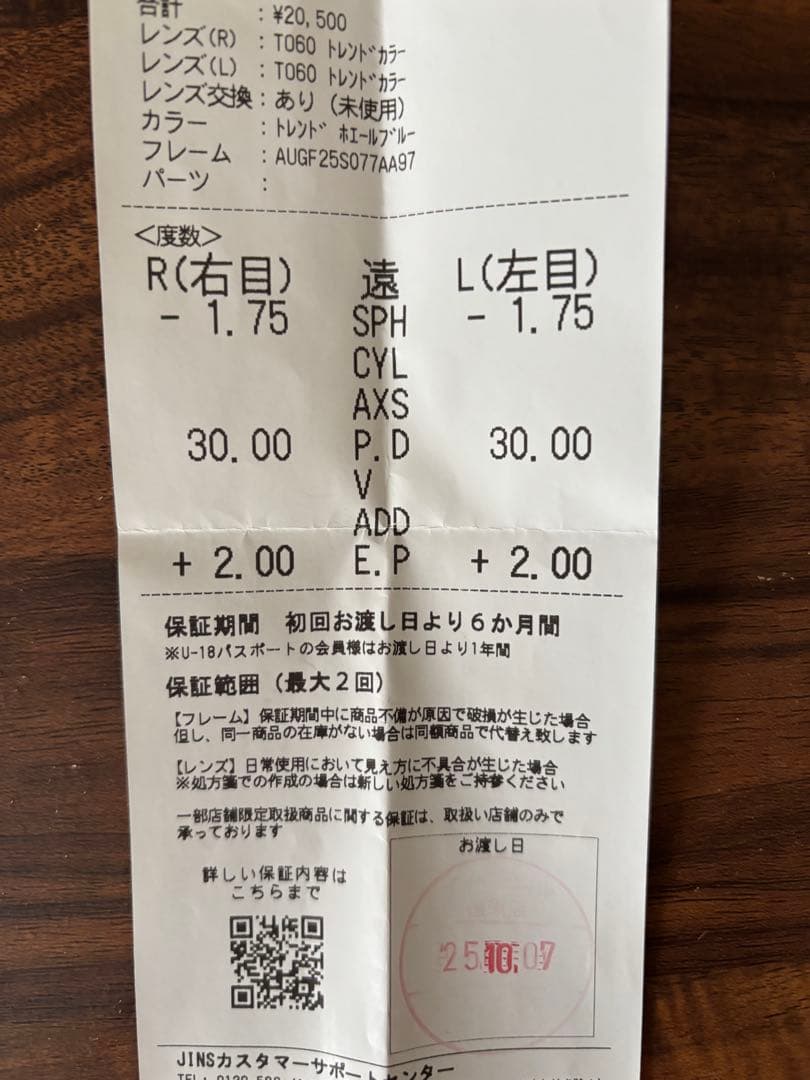 合計 : ¥20,500
レンズ(R) : T060 ﾄﾚﾝﾄﾞｶﾗｰ
レンズ(L) : T060 ﾄﾚﾝﾄﾞｶﾗｰ
レンズ交換 : あり (未使用)
カラー : ﾄﾚﾝﾄﾞ ﾎｴｰﾙﾌﾞﾙｰ
フレーム : AUGF25S077AA97
パーツ :
<度数>
R(右目) 遠 L(左目)
- 1.75 SPH - 1.75
CYL
AXS
30.00 P.D 30.00
V
ADD
+ 2.00 E.P + 2.00
保証期間 初回お渡し日より6か月間
※U-18パスポートの会員様はお渡し日より1年間
保証範囲 (最大2回)
【フレーム】保証期間中に商品不備が原因で破損が生じた場合
但し、同一商品の在庫がない場合は同額商品で代替え致します
【レンズ】日常使用において見え方に不具合が生じた場合
※処方箋での作成の場合は新しい処方箋をご持参ください
一部店舗限定取扱商品に関する保証は、取扱い店舗のみで
承っております
お渡し日
詳しい保証内容は
こちらまで
25.10.07
JINSカスタマーサポートセンター